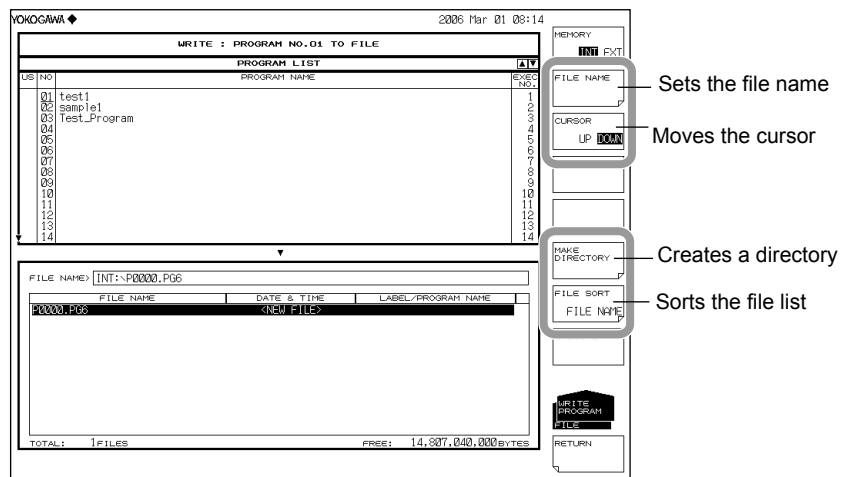 YOKOGAWA ◆ 2006 Mar 01 08:14
WRITE : PROGRAM NO.01 TO FILE
PROGRAM LIST ▲ ▼
US NO PROGRAM NAME EXEC NO.
01 test1 1
02 sample1 2
03 Test_Program 3
04 4
05 5
06 6
07 7
08 8
09 9
10 10
11 11
12 12
13 13
14 14
▼
FILE NAME> INT:\P0000.PG6
FILE NAME DATE & TIME LABEL/PROGRAM NAME
P0000.PG6 <NEW FILE>
TOTAL: 1FILES FREE: 14,807,040,000BYTES
MEMORY
INT EXT
FILE NAME
CURSOR
UP DOWN
MAKE
DIRECTORY
FILE SORT
FILE NAME
WRITE
PROGRAM
FILE
RETURN
Sets the file name
Moves the cursor
Creates a directory
Sorts the file list